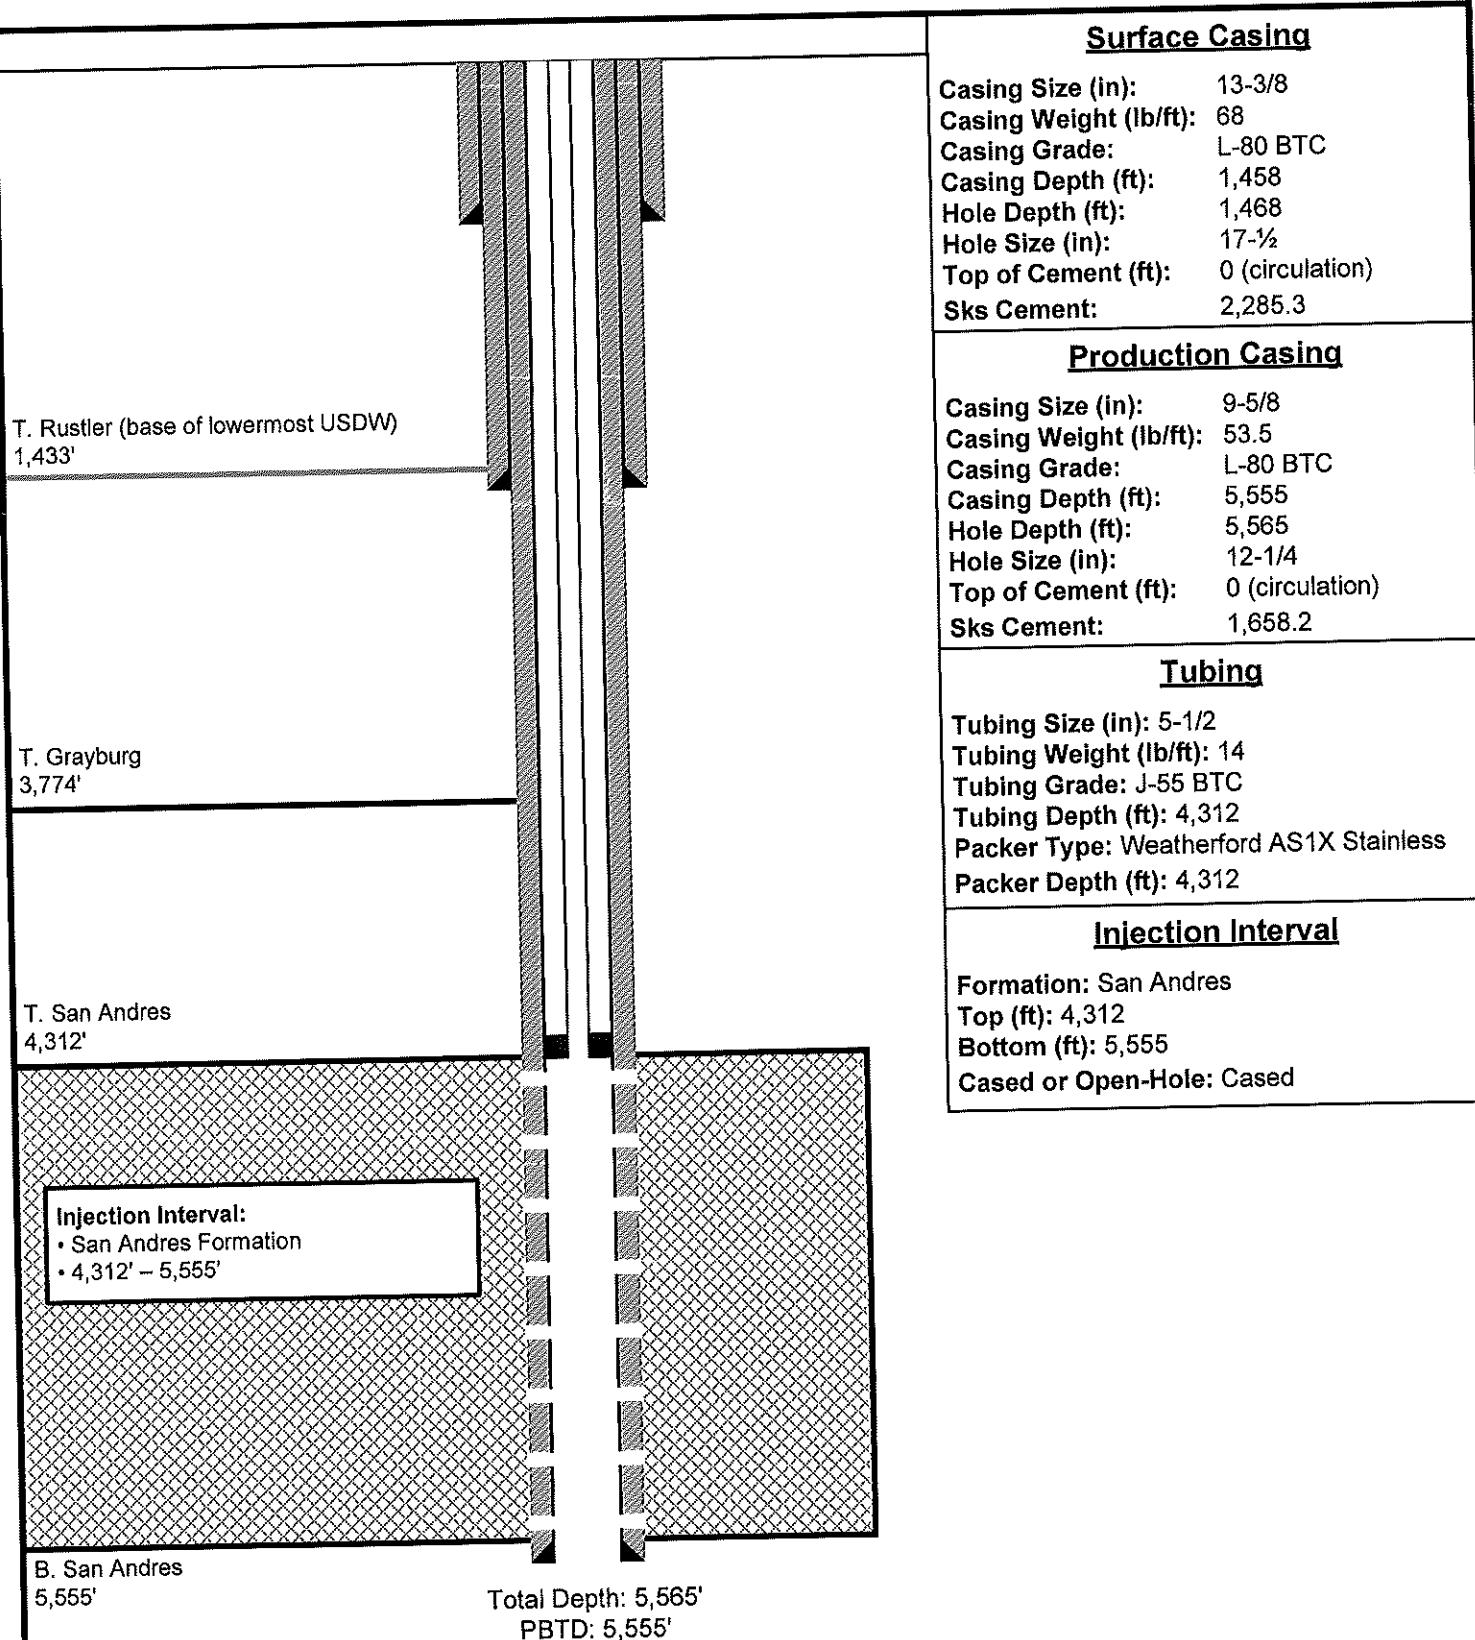 T. Rustler (base of lowermost USDW)
1,433'
T. Grayburg
3,774'
T. San Andres
4,312'
Injection Interval:
• San Andres Formation
• 4,312' – 5,555'
B. San Andres
5,555'
Total Depth: 5,565'
PBTD: 5,555'
Surface Casing
Casing Size (in): 13-3/8
Casing Weight (lb/ft): 68
Casing Grade: L-80 BTC
Casing Depth (ft): 1,458
Hole Depth (ft): 1,468
Hole Size (in): 17-½
Top of Cement (ft): 0 (circulation)
Sks Cement: 2,285.3
Production Casing
Casing Size (in): 9-5/8
Casing Weight (lb/ft): 53.5
Casing Grade: L-80 BTC
Casing Depth (ft): 5,555
Hole Depth (ft): 5,565
Hole Size (in): 12-1/4
Top of Cement (ft): 0 (circulation)
Sks Cement: 1,658.2
Tubing
Tubing Size (in): 5-1/2
Tubing Weight (lb/ft): 14
Tubing Grade: J-55 BTC
Tubing Depth (ft): 4,312
Packer Type: Weatherford AS1X Stainless
Packer Depth (ft): 4,312
Injection Interval
Formation: San Andres
Top (ft): 4,312
Bottom (ft): 5,555
Cased or Open-Hole: Cased